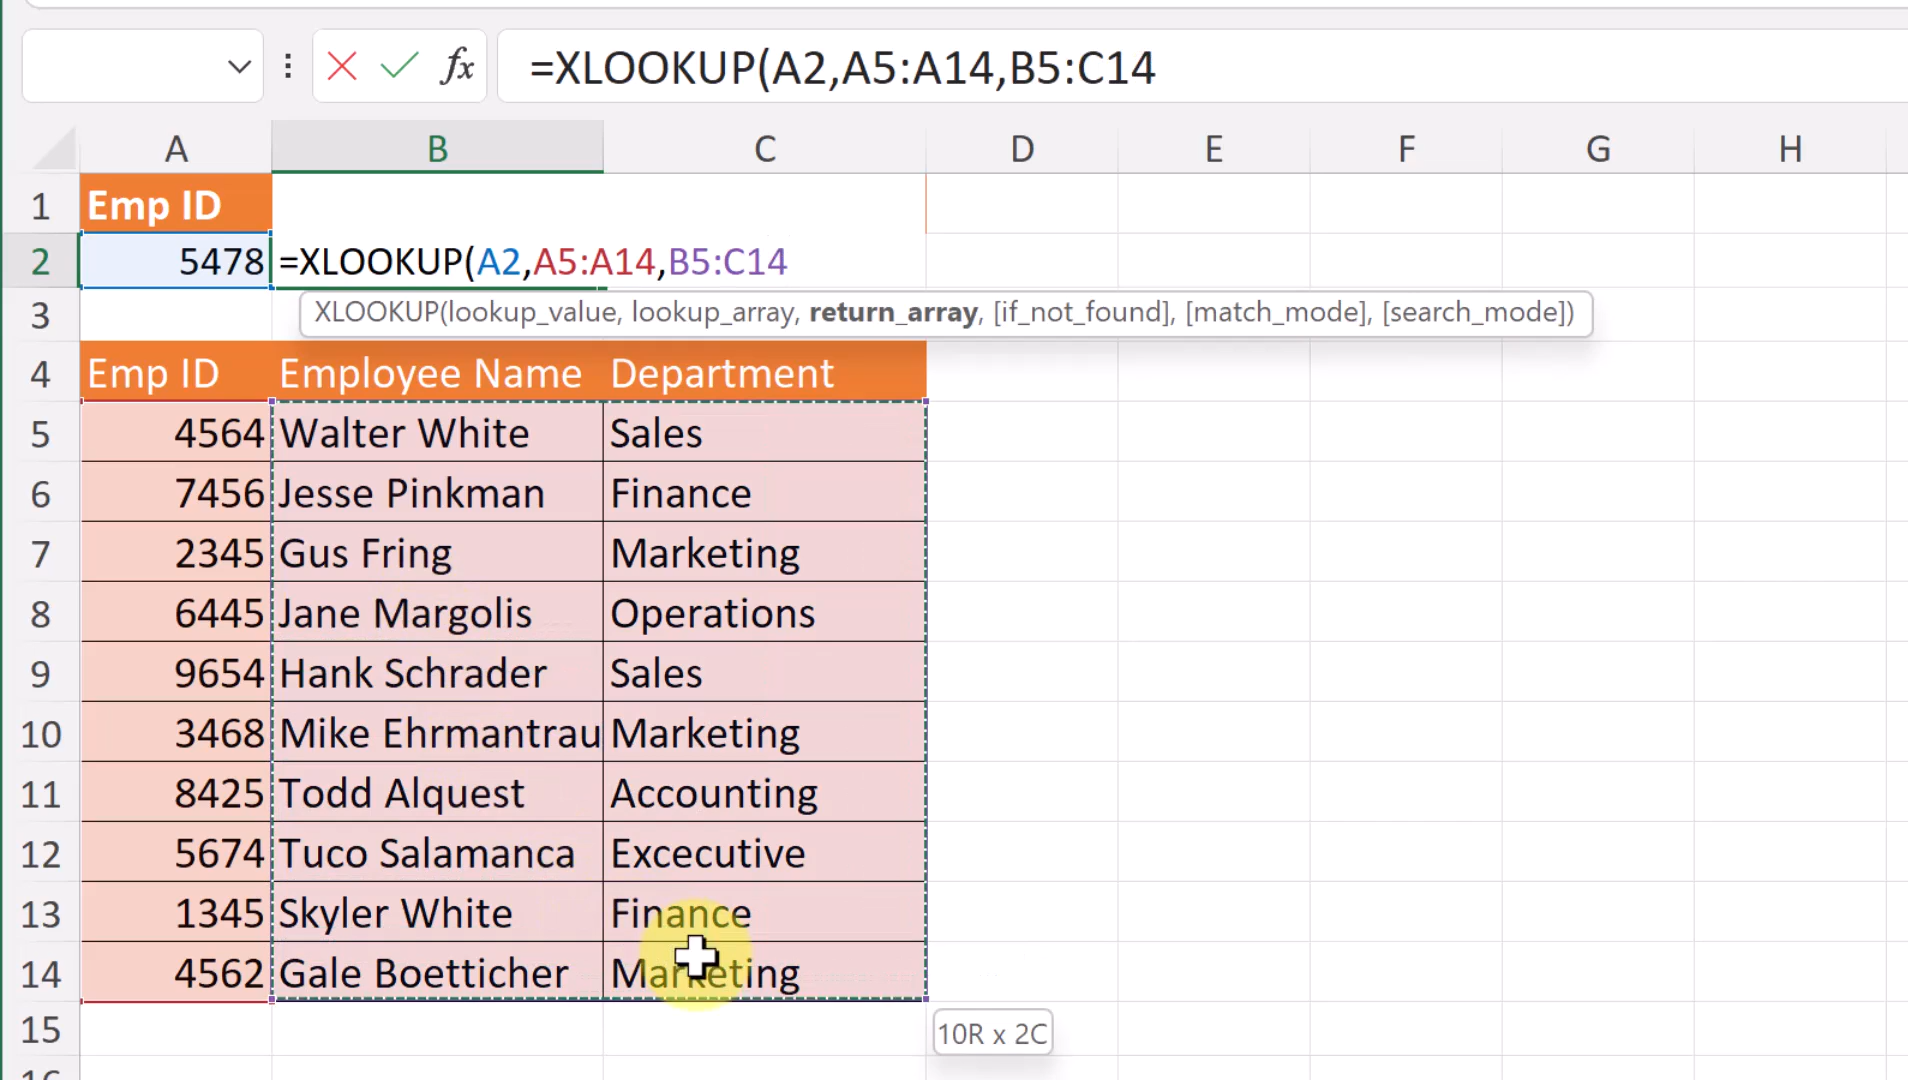 fx =XLOOKUP(A2,A5:A14,B5:C14
A B C D E F G H
1 Emp ID
2 5478 =XLOOKUP(A2,A5:A14,B5:C14
3 XLOOKUP(lookup_value, lookup_array, return_array, [if_not_found], [match_mode], [search_mode])
4 Emp ID Employee Name Department
5 4564 Walter White Sales
6 7456 Jesse Pinkman Finance
7 2345 Gus Fring Marketing
8 6445 Jane Margolis Operations
9 9654 Hank Schrader Sales
10 3468 Mike Ehrmantrau Marketing
11 8425 Todd Alquest Accounting
12 5674 Tuco Salamanca Excecutive
13 1345 Skyler White Finance
14 4562 Gale Boetticher Marketing
15 10R x 2C
16